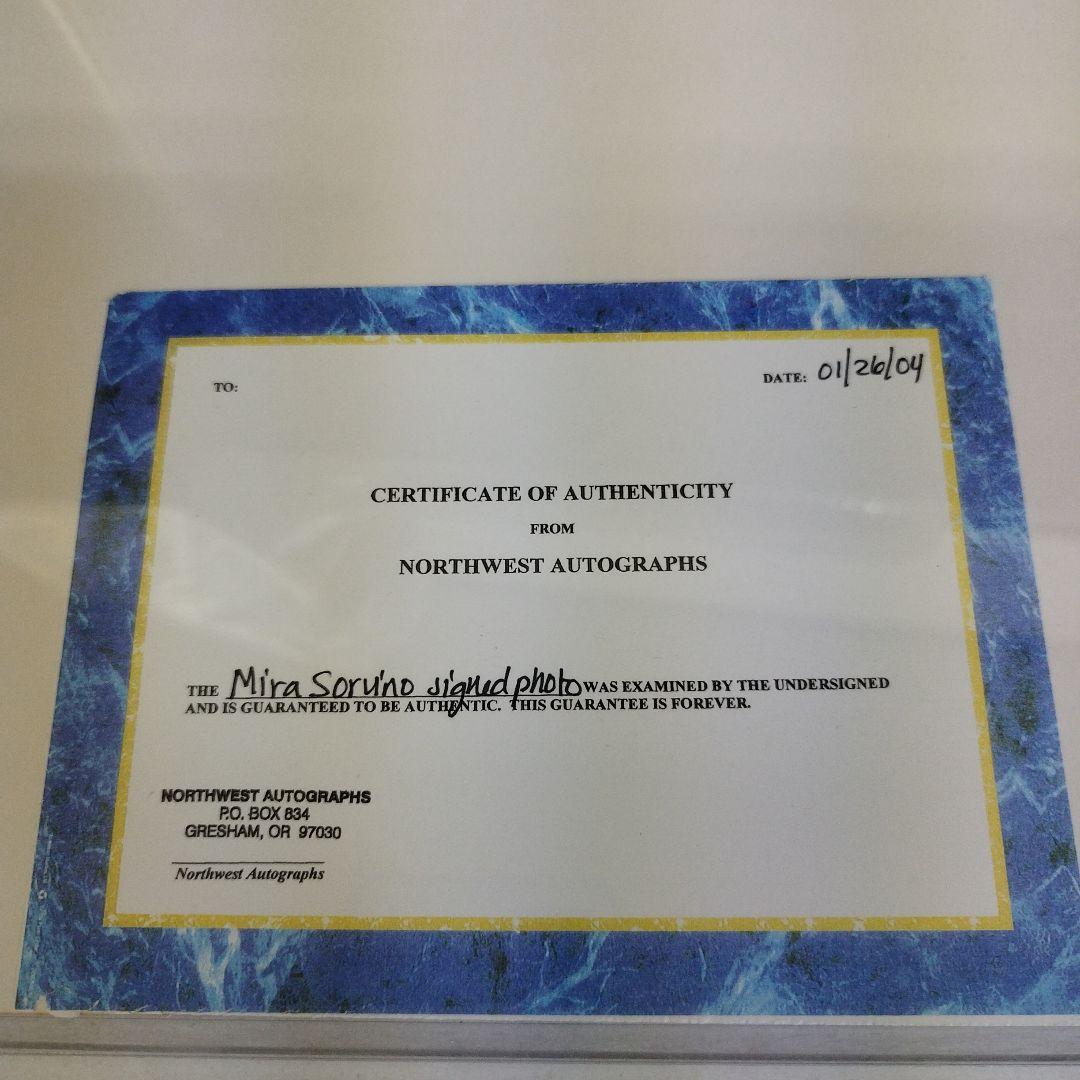 TO:
DATE: 01/26/04
CERTIFICATE OF AUTHENTICITY
FROM
NORTHWEST AUTOGRAPHS
THE Mira Sorvino signed photo WAS EXAMINED BY THE UNDERSIGNED
AND IS GUARANTEED TO BE AUTHENTIC. THIS GUARANTEE IS FOREVER.
NORTHWEST AUTOGRAPHS
P.O. BOX 834
GRESHAM, OR 97030
Northwest Autographs